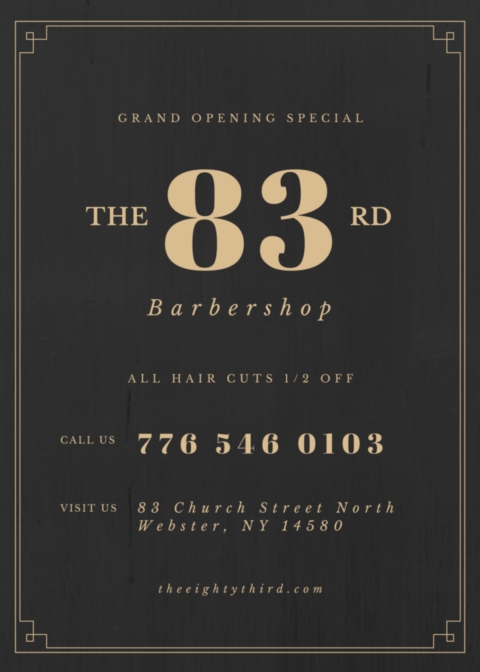 GRAND OPENING SPECIAL
THE 83 RD
Barbershop
ALL HAIR CUTS 1/2 OFF
CALL US 776 546 0103
VISIT US 83 Church Street North
Webster, NY 14580
theeightythird.com